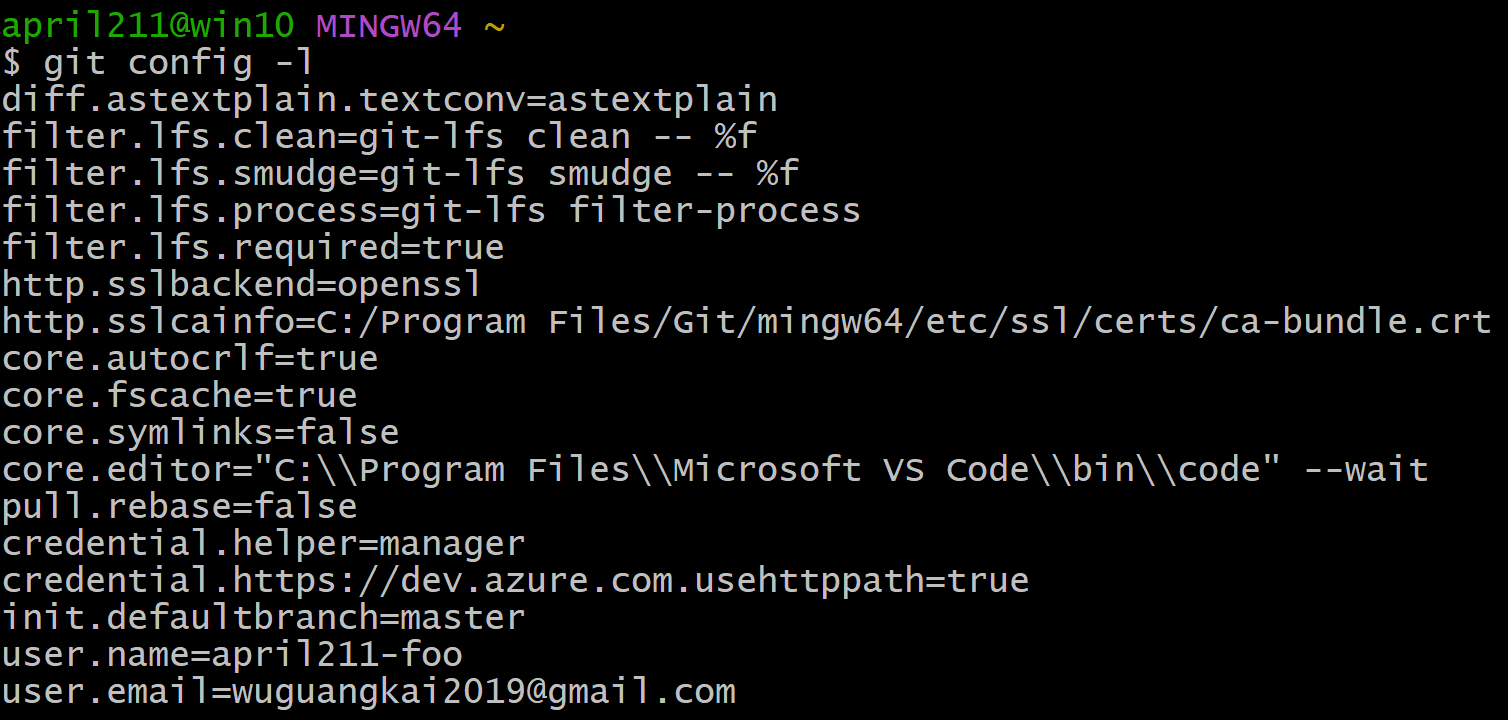 april211@win10 MINGW64 ~
$ git config -l
diff.astextplain.textconv=astextplain
filter.lfs.clean=git-lfs clean -- %f
filter.lfs.smudge=git-lfs smudge -- %f
filter.lfs.process=git-lfs filter-process
filter.lfs.required=true
http.sslbackend=openssl
http.sslcainfo=C:/Program Files/Git/mingw64/etc/ssl/certs/ca-bundle.crt
core.autocrlf=true
core.fscache=true
core.symlinks=false
core.editor="C:\\Program Files\\Microsoft VS Code\\bin\\code" --wait
pull.rebase=false
credential.helper=manager
credential.https://dev.azure.com.usehttppath=true
init.defaultbranch=master
user.name=april211-foo
user.email=wuguangkai2019@gmail.com